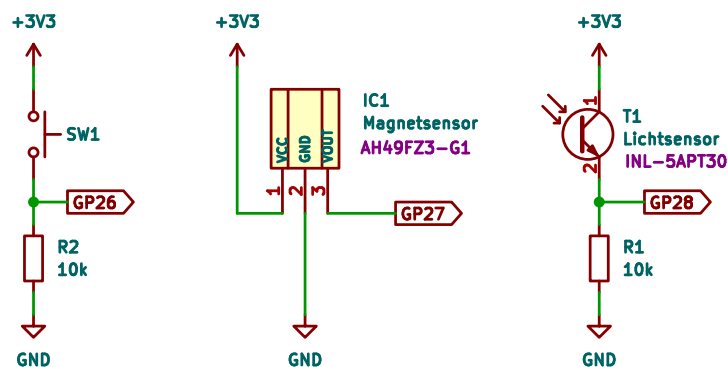 +3V3
SW1
GP26
R2
10k
GND
+3V3
IC1
Magnetsensor
AH49FZ3-G1
VCC
GND
VOUT
1
2
3
GP27
GND
+3V3
1
T1
Lichtsensor
INL-5APT30
2
GP28
R1
10k
GND